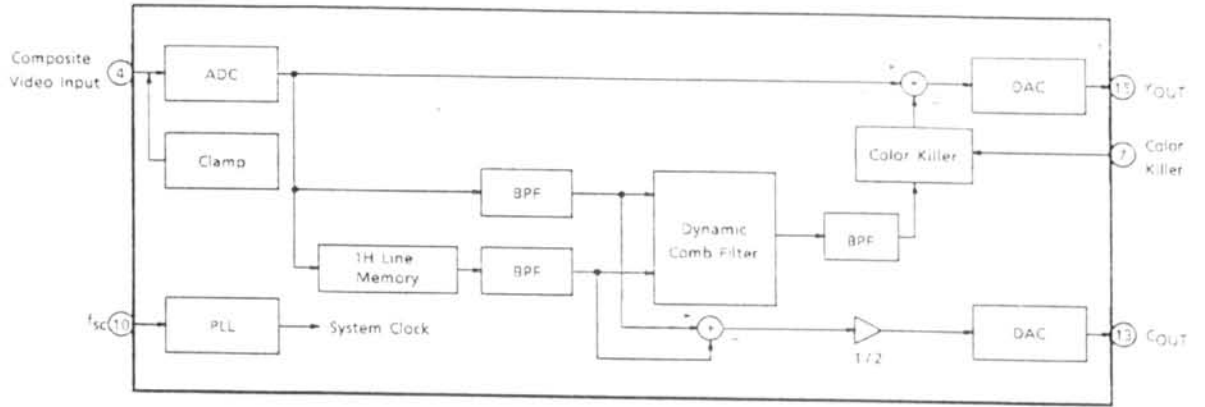 Composite
Video Input
4
ADC
Clamp
+
-
DAC
15
YOUT
Color Killer
7
Color
Killer
BPF
Dynamic
Comb Filter
BPF
1H Line
Memory
BPF
fsc
10
PLL
System Clock
+
+
-
1/2
DAC
13
COUT